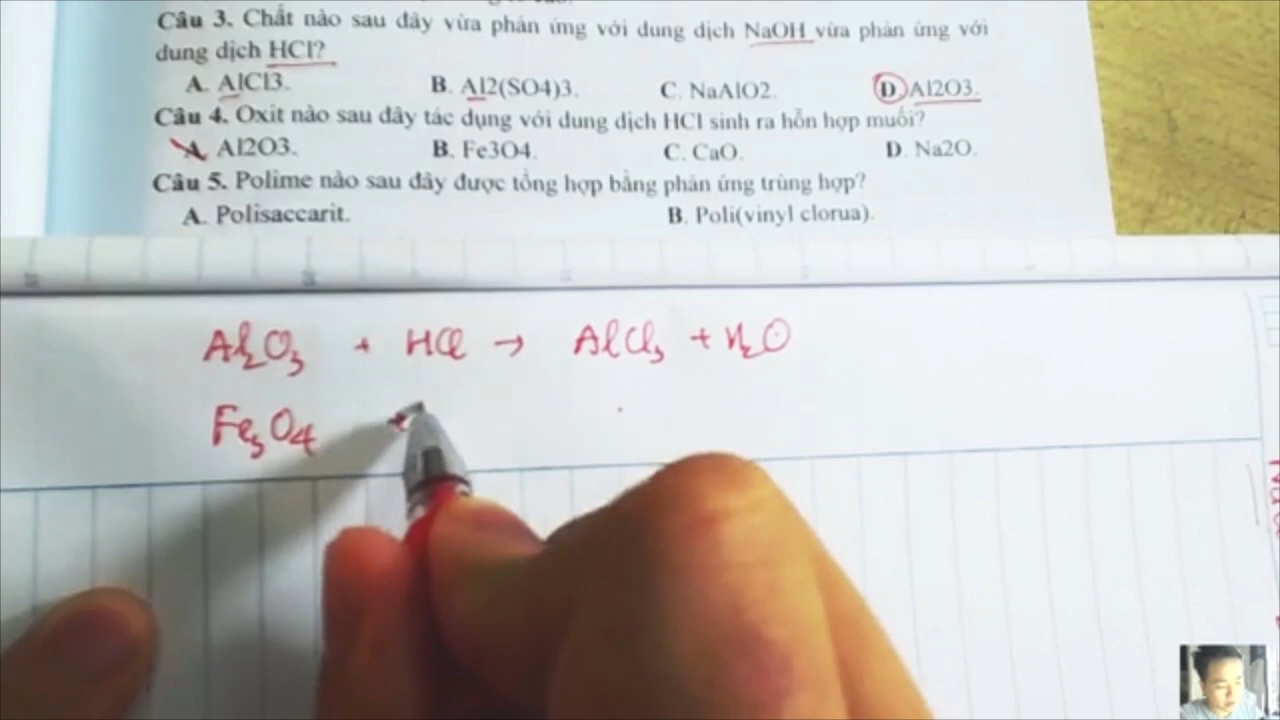 Câu 3. Chất nào sau đây vừa phản ứng với dung dịch NaOH vừa phản ứng với
dung dịch HCl?
A. AlCl3. B. Al2(SO4)3. C. NaAlO2. D Al2O3.
Câu 4. Oxit nào sau đây tác dụng với dung dịch HCl sinh ra hỗn hợp muối?
A. Al2O3. B. Fe3O4. C. CaO. D. Na2O.
Câu 5. Polime nào sau đây được tổng hợp bằng phản ứng trùng hợp?
A. Polisaccarit. B. Poli(vinyl clorua).
Al₂O₃ + HCl → AlCl₃ + H₂O
Fe₃O₄ +